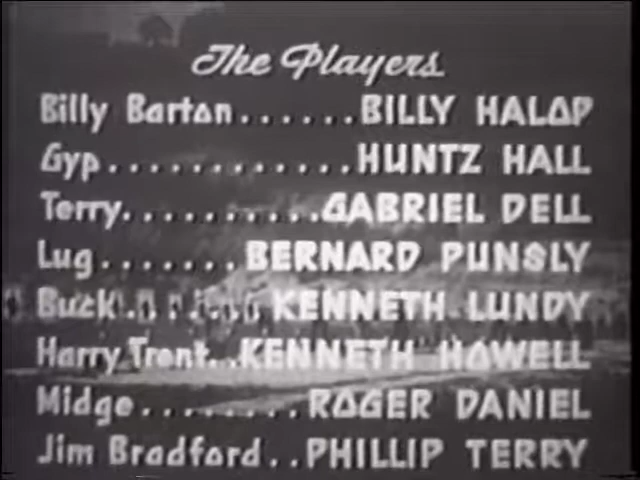 The Players
Billy Barton......BILLY HALOP
Gyp.............HUNTZ HALL
Terry..........GABRIEL DELL
Lug.......BERNARD PUNSLY
Buck........KENNETH LUNDY
Harry Trent..KENNETH HOWELL
Midge........ROGER DANIEL
Jim Bradford..PHILLIP TERRY